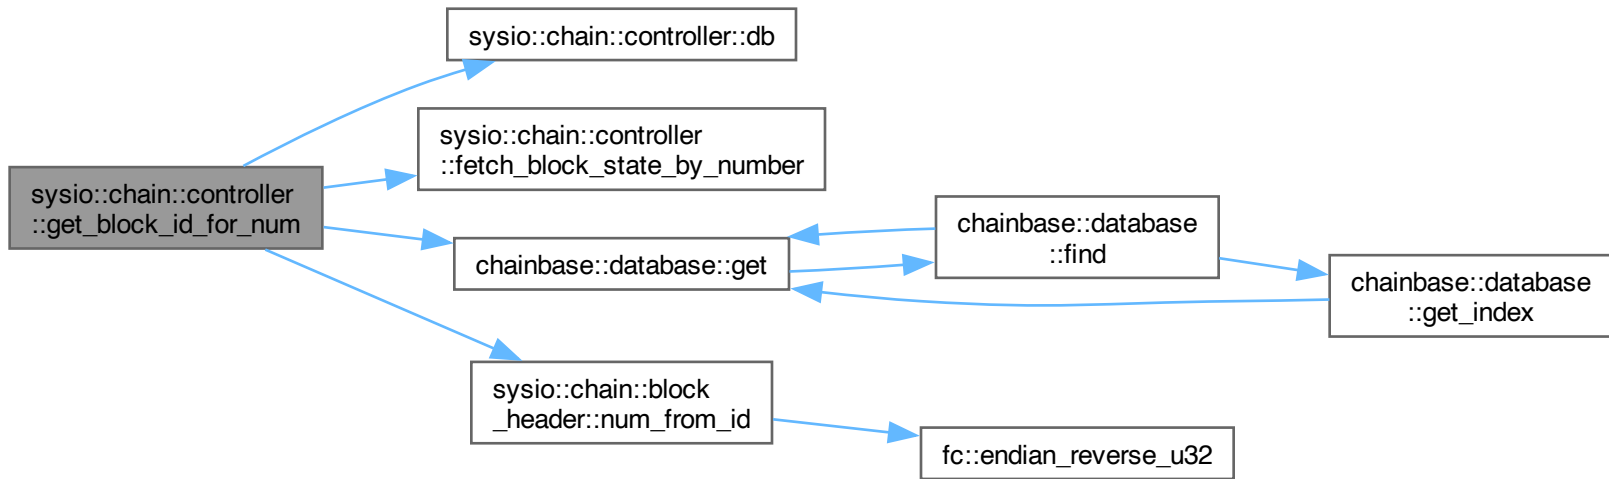 sysio::chain::controller::db
sysio::chain::controller
::fetch_block_state_by_number
sysio::chain::controller
::get_block_id_for_num
chainbase::database::get
chainbase::database
::find
chainbase::database
::get_index
sysio::chain::block
_header::num_from_id
fc::endian_reverse_u32